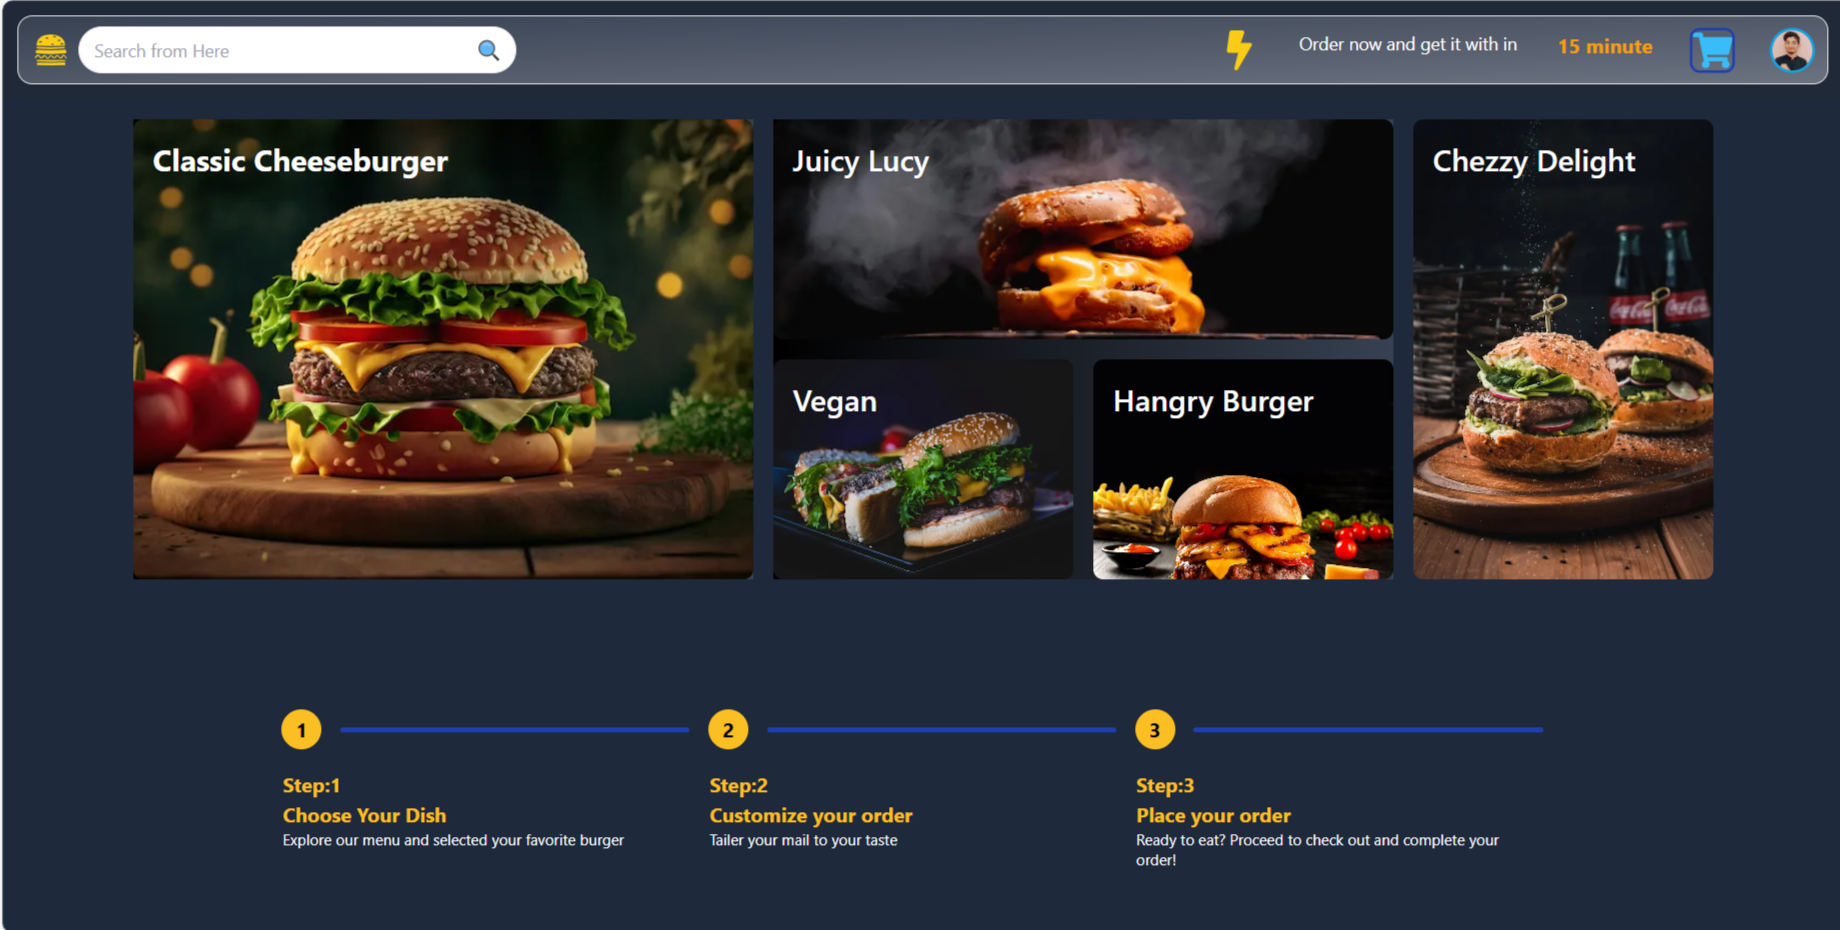 Search from Here
Order now and get it with in
15 minute
Classic Cheeseburger
Juicy Lucy
Chezzy Delight
Coca-Cola
Vegan
Hangry Burger
1
2
3
Step:1
Choose Your Dish
Explore our menu and selected your favorite burger
Step:2
Customize your order
Tailer your mail to your taste
Step:3
Place your order
Ready to eat? Proceed to check out and complete your
order!